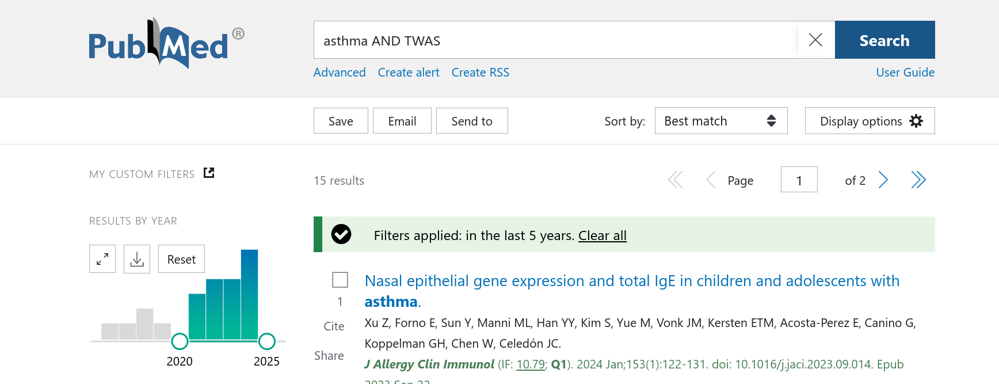 PubMed®
asthma AND TWAS
Search
Advanced Create alert Create RSS
User Guide
Save Email Send to
Sort by: Best match
Display options
MY CUSTOM FILTERS
15 results
Page 1 of 2
RESULTS BY YEAR
Reset
2020 2025
Filters applied: in the last 5 years. Clear all
1
Cite
Share
Nasal epithelial gene expression and total IgE in children and adolescents with
asthma.
Xu Z, Forno E, Sun Y, Manni ML, Han YY, Kim S, Yue M, Vonk JM, Kersten ETM, Acosta-Perez E, Canino G,
Koppelman GH, Chen W, Celedón JC.
J Allergy Clin Immunol (IF: 10.79; Q1). 2024 Jan;153(1):122-131. doi: 10.1016/j.jaci.2023.09.014. Epub
2023 Sep 22.